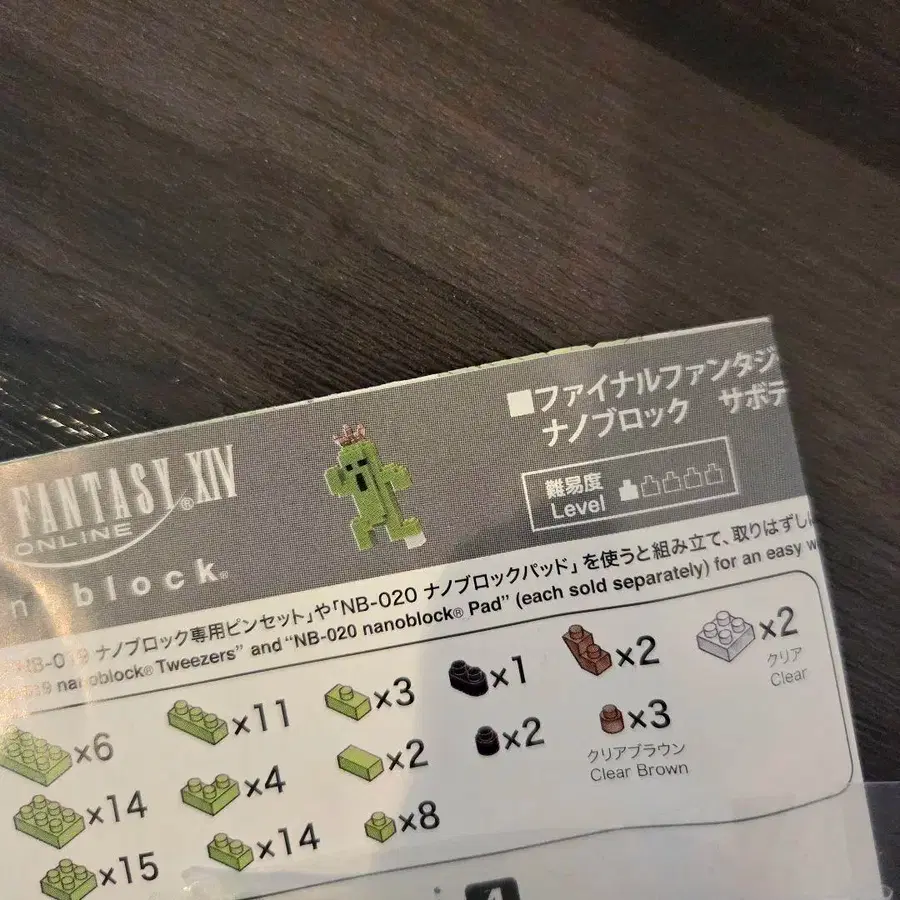 FANTASY® XIV
ONLINE
n block®
■ファイナルファンタジ
ナノブロック サボテ
難易度
Level
ナノブロック専用ピンセット」や「NB-020 ナノブロックパッド」を使うと組み立て、取りはずし
nanoblock® Tweezers” and “NB-020 nanoblock® Pad” (each sold separately) for an easy w
×6
×11
×3
×1
×2
×2
クリア
Clear
×14
×4
×2
×2
×3
クリアブラウン
Clear Brown
×15
×14
×8